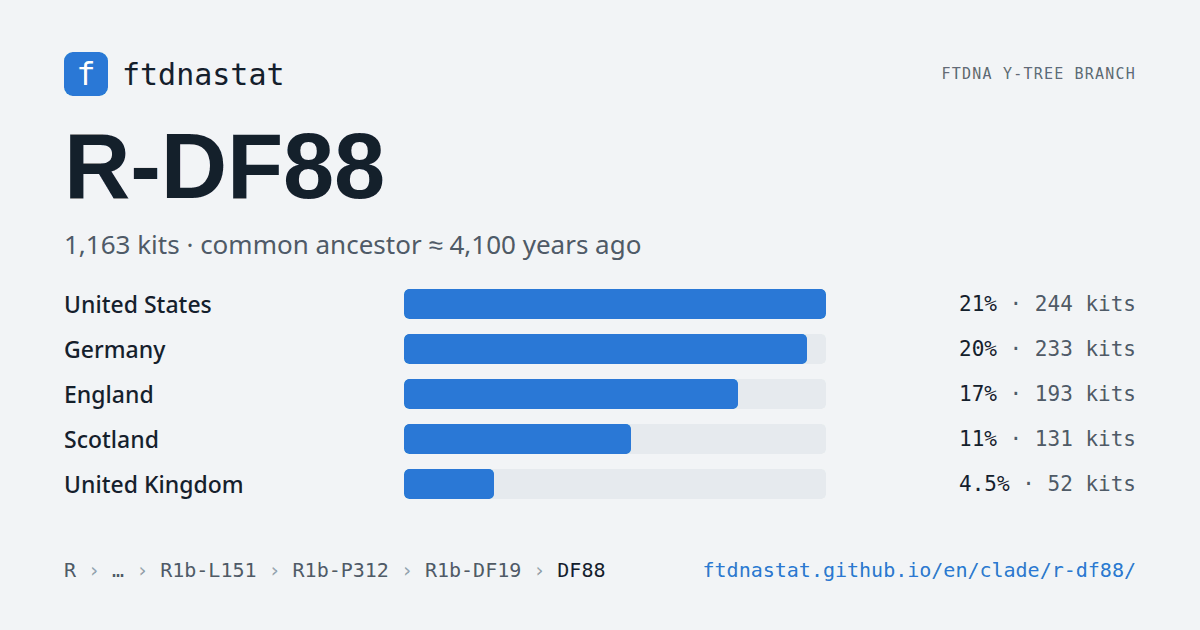 f ftdnastat
FTDNA Y-TREE BRANCH
R-DF88
1,163 kits · common ancestor ≈ 4,100 years ago
United States 21% · 244 kits
Germany 20% · 233 kits
England 17% · 193 kits
Scotland 11% · 131 kits
United Kingdom 4.5% · 52 kits
R › … › R1b-L151 › R1b-P312 › R1b-DF19 › DF88
ftdnastat.github.io/en/clade/r-df88/